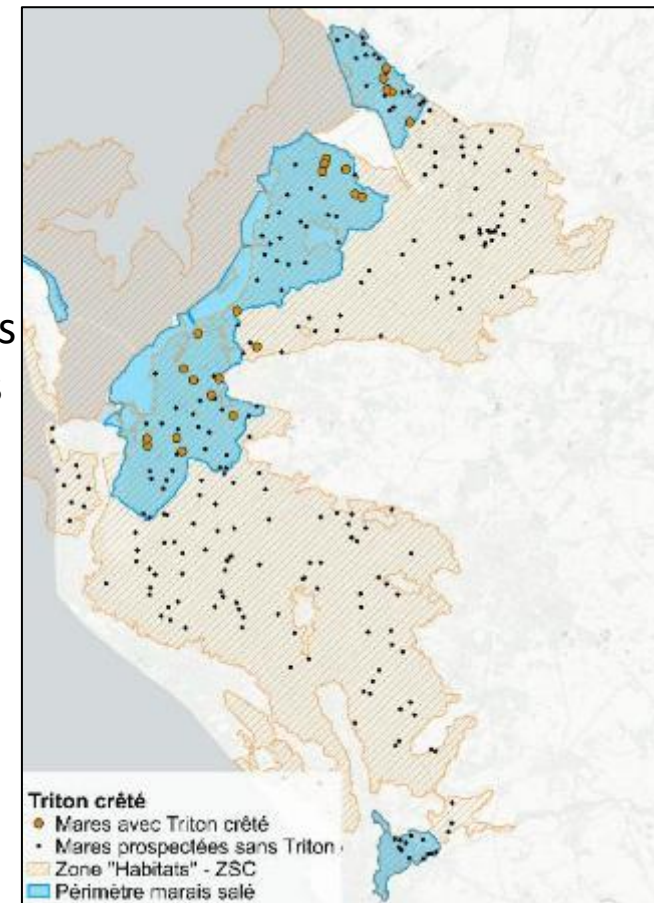 s
s
Triton crêté
Mares avec Triton crêté
Mares prospectées sans Triton
Zone "Habitats" - ZSC
Périmètre marais salé